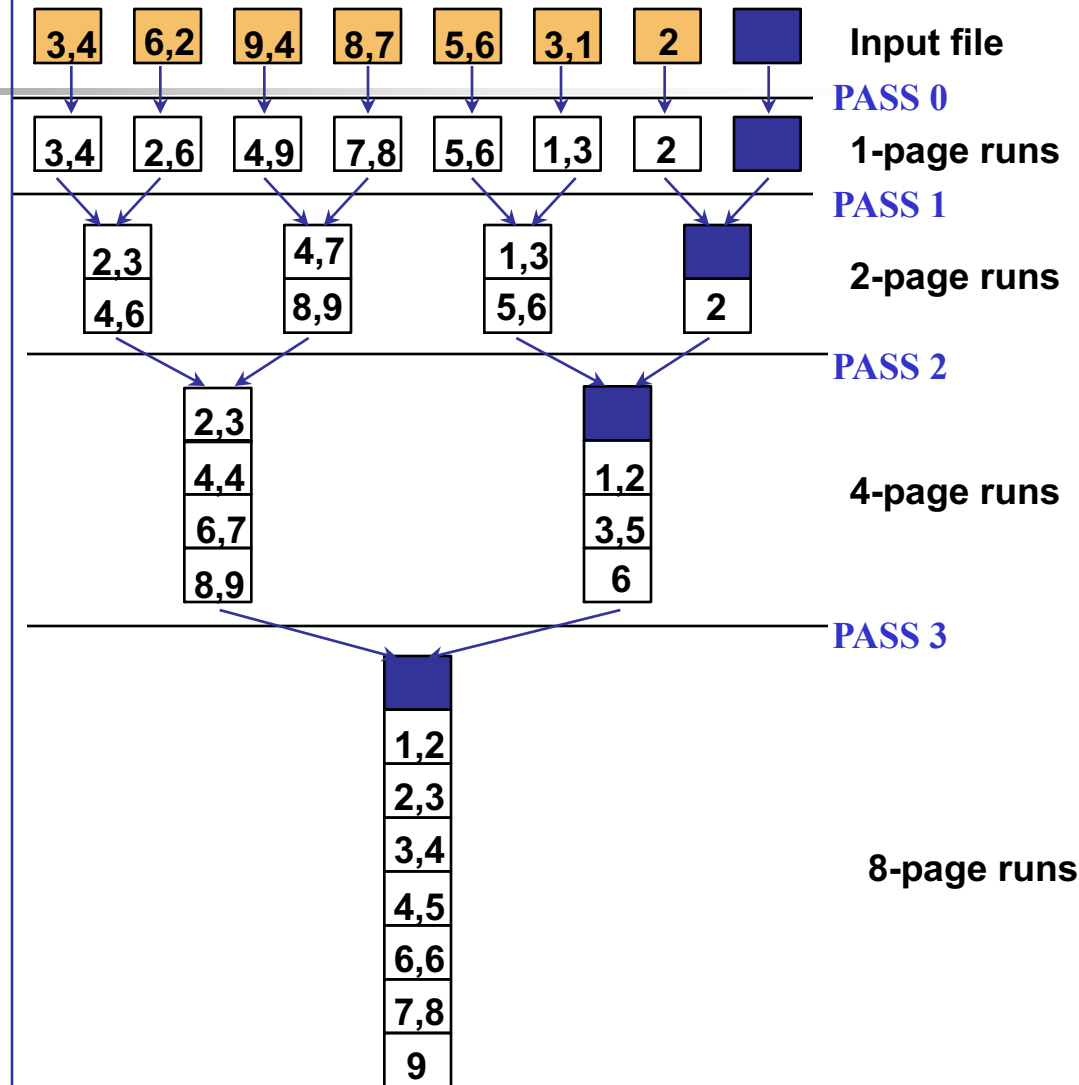 3,4 6,2 9,4 8,7 5,6 3,1 2 Input file
PASS 0
3,4 2,6 4,9 7,8 5,6 1,3 2 1-page runs
PASS 1
2,3 4,7 1,3
2-page runs
4,6 8,9 5,6 2
PASS 2
2,3
4,4 1,2
4-page runs
6,7 3,5
8,9 6
PASS 3
1,2
2,3
3,4
8-page runs
4,5
6,6
7,8
9